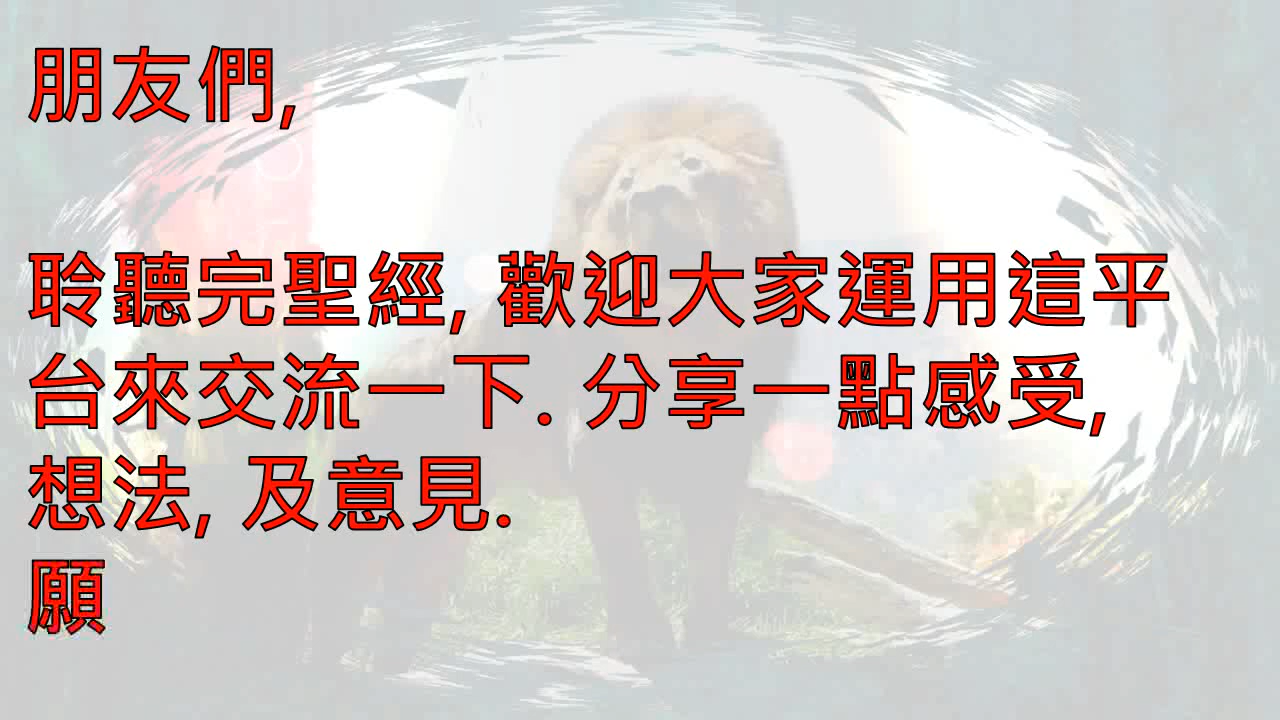 朋友們,
聆聽完聖經, 歡迎大家運用這平
台來交流一下. 分享一點感受,
想法, 及意見.
願